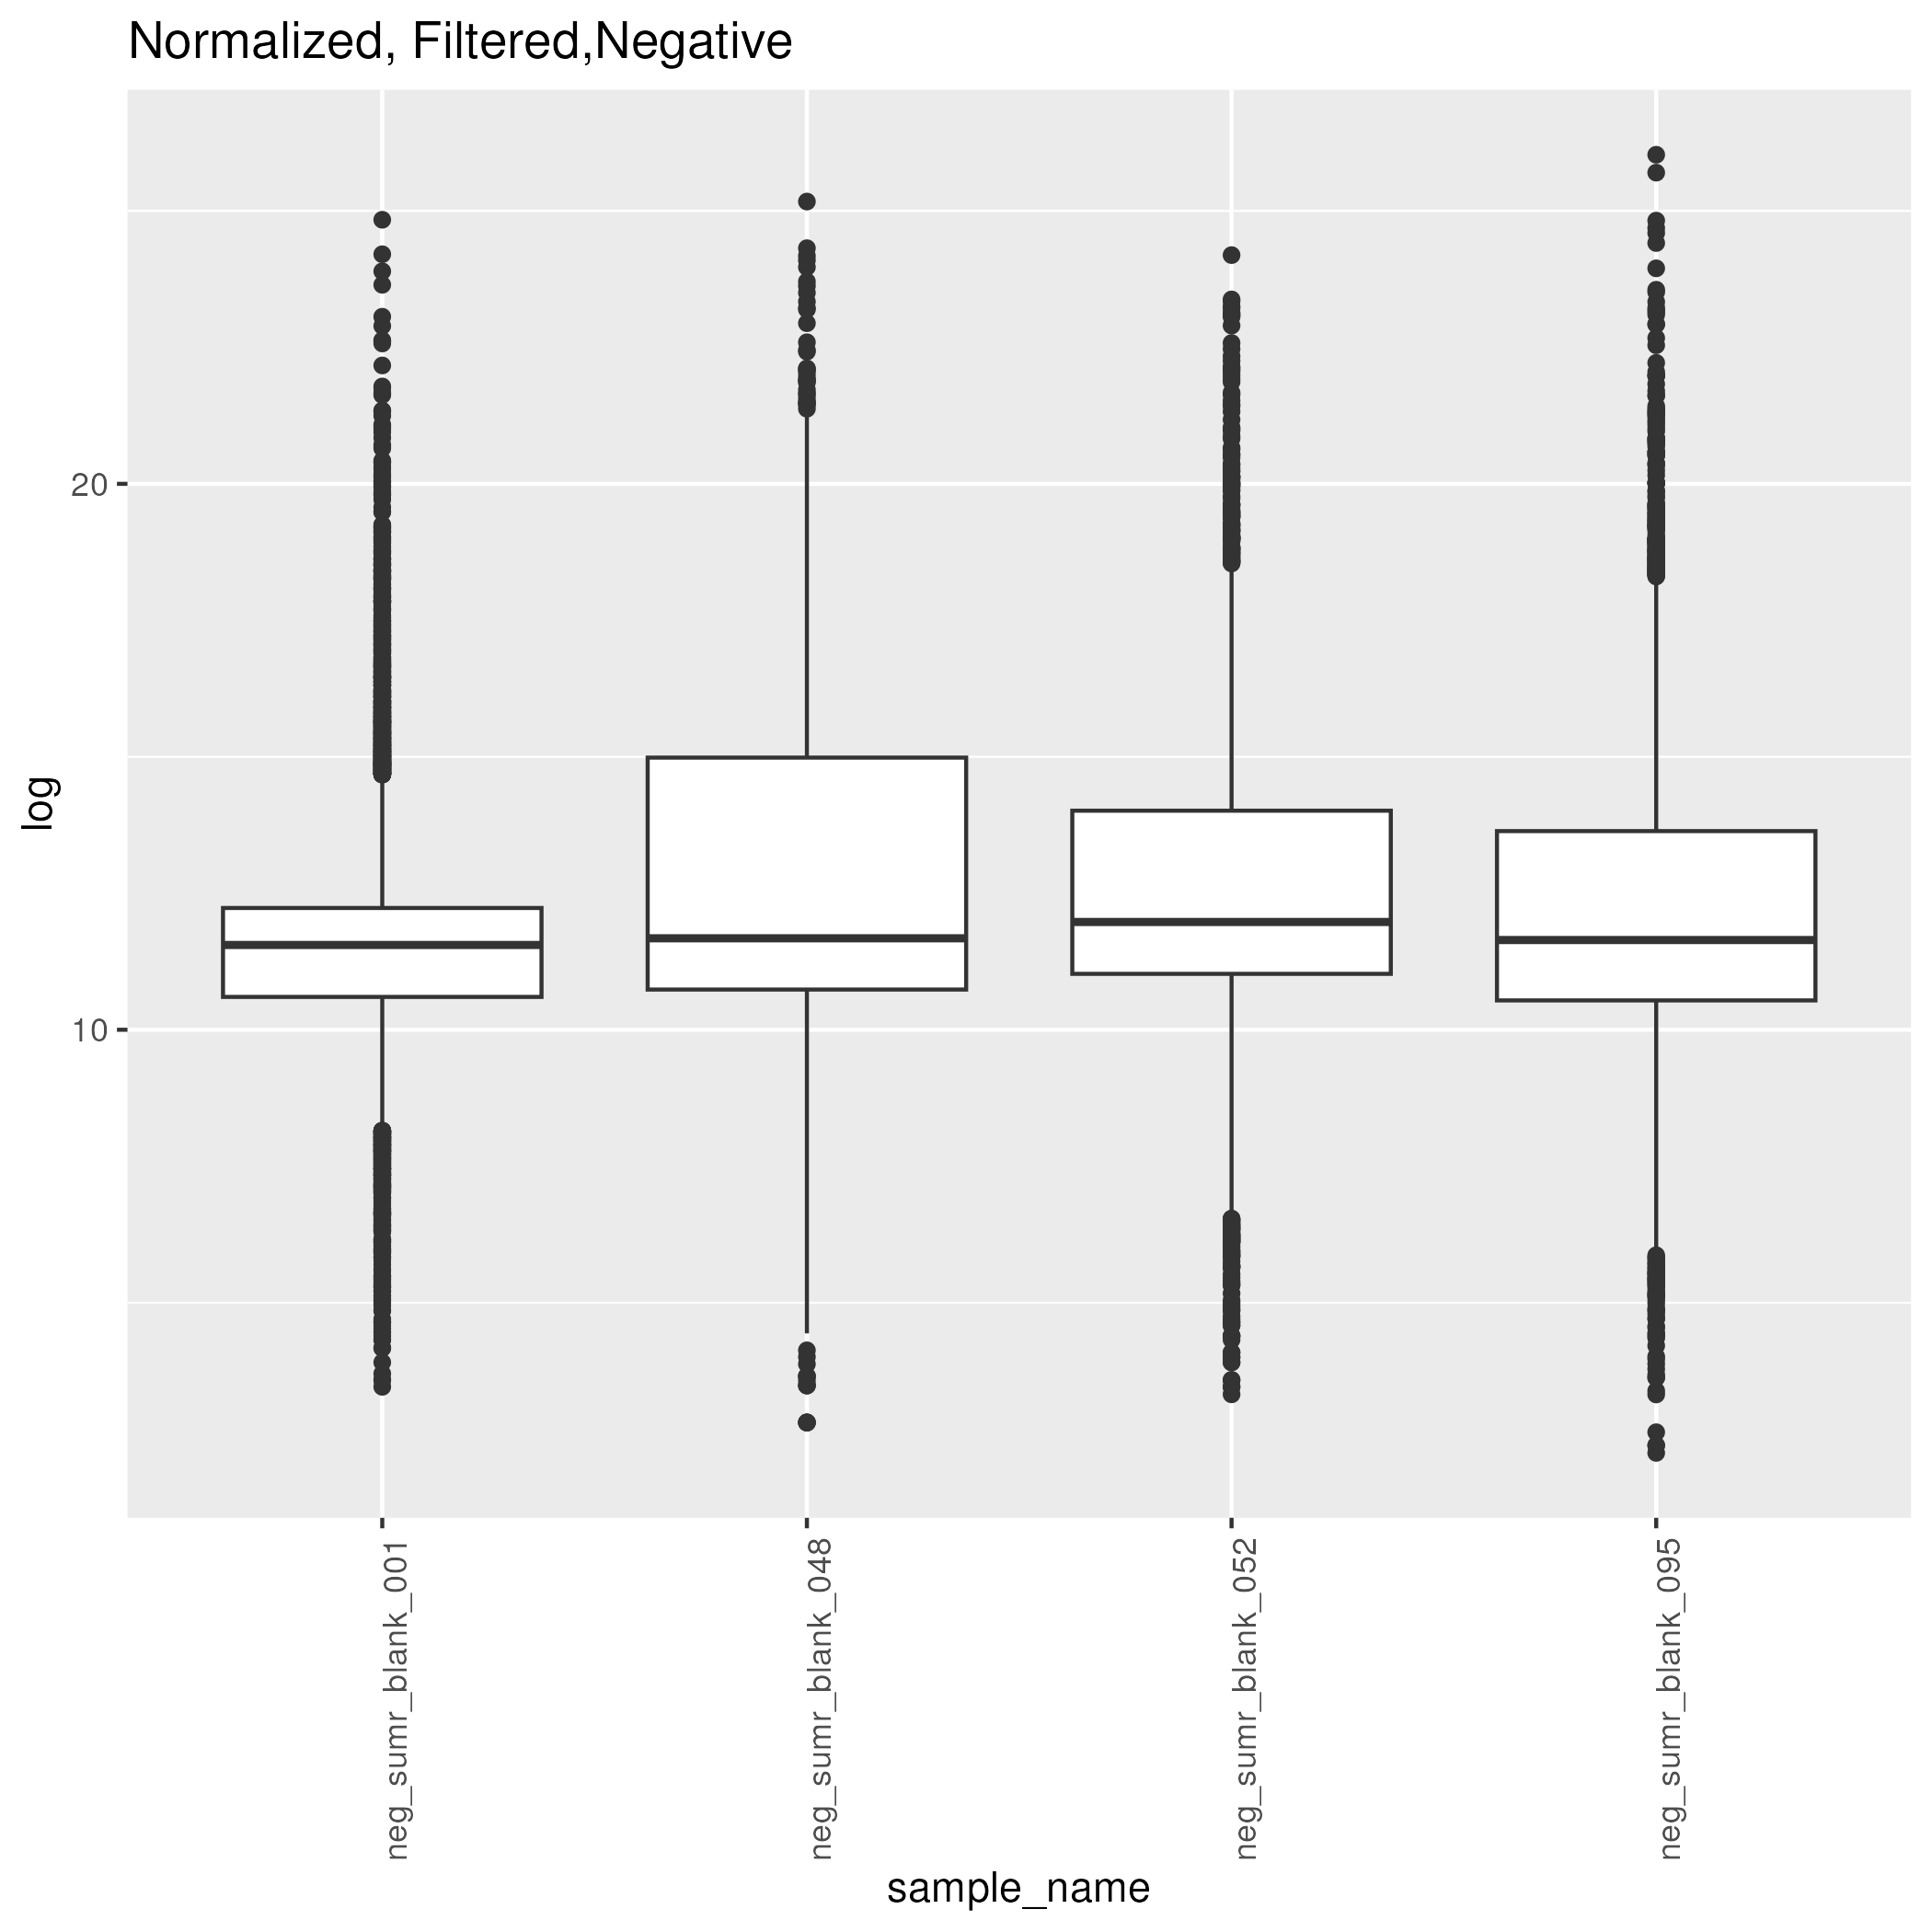 Normalized, Filtered,Negative
log
20
10
neg_sumr_blank_001
neg_sumr_blank_048
neg_sumr_blank_052
neg_sumr_blank_095
sample_name